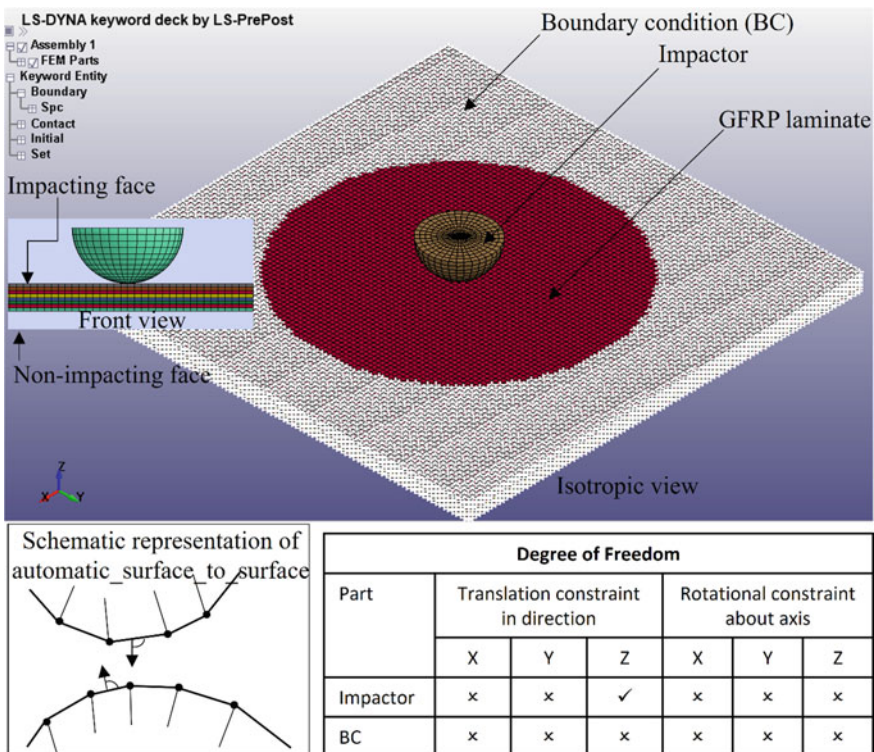 LS-DYNA keyword deck by LS-PrePost
Assembly 1
FEM Parts
Keyword Entity
Boundary
Spc
Contact
Initial
Set
Boundary condition (BC)
Impactor
GFRP laminate
Impacting face
Front view
Non-impacting face
Z
X Y
Isotropic view
Schematic representation of
automatic_surface_to_surface
Degree of Freedom
Part Translation constraint Rotational constraint
in direction about axis
X Y Z X Y Z
Impactor × × ✓ × × ×
BC × × × × × ×